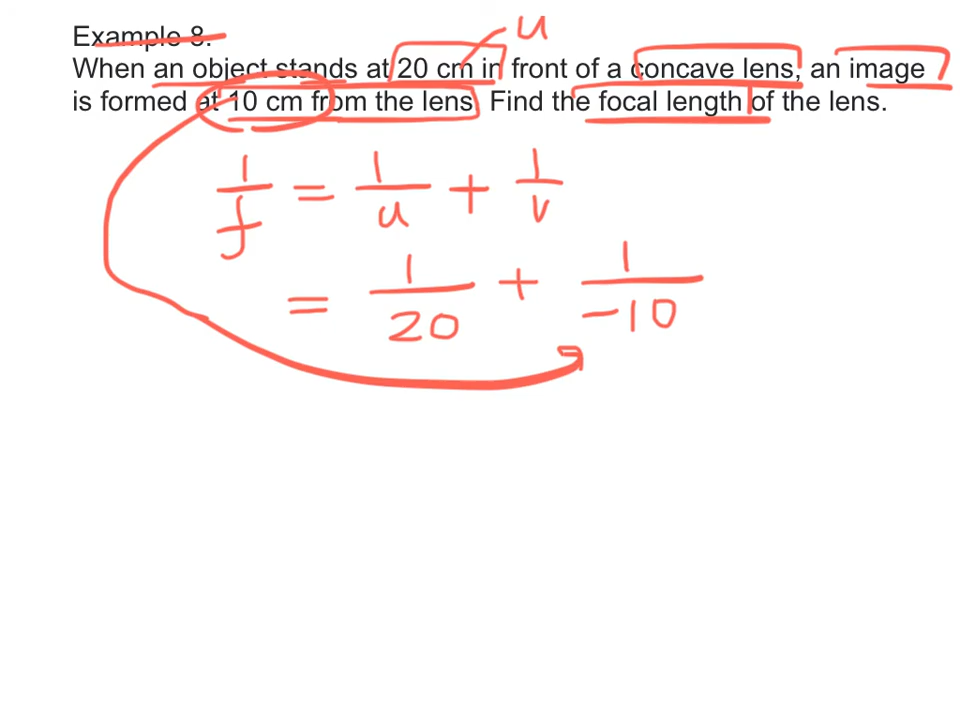 Example 8.
u
When an object stands at 20 cm in front of a concave lens, an image
is formed at 10 cm from the lens. Find the focal length of the lens.
1/f = 1/u + 1/v
= 1/20 + 1/-10